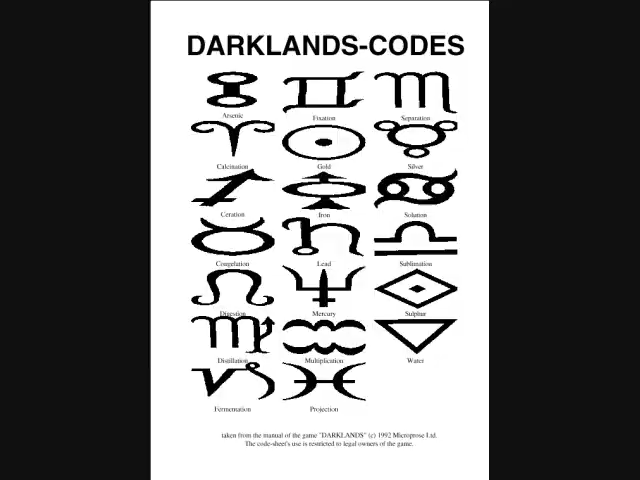 DARKLANDS-CODES
Arsenic Fixation Separation
Calcination Gold Silver
Ceration Iron Solution
Congelation Lead Sublimation
Digestion Mercury Sulphur
Distillation Multiplication Water
Fermentation Projection
taken from the manual of the game "DARKLANDS" (c) 1992 Microprose Ltd.
The code-sheet's use is restricted to legal owners of the game.